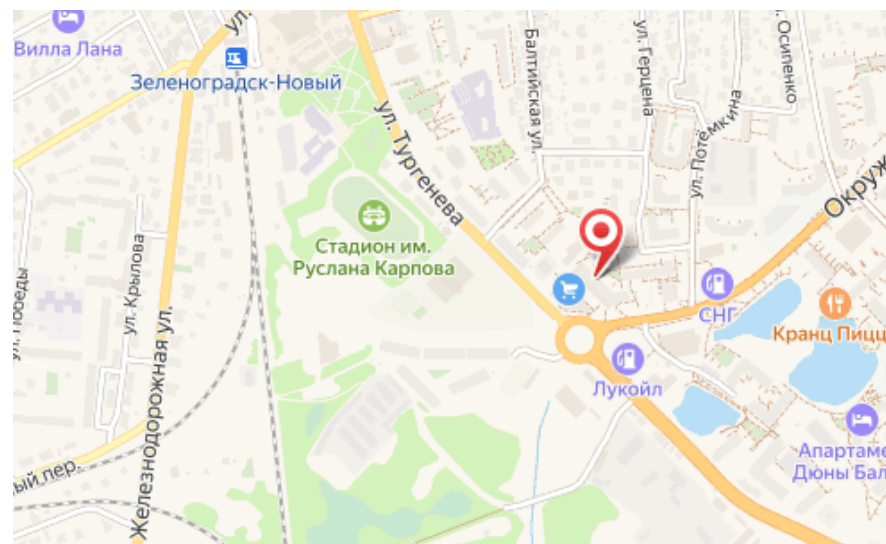 Вилла Лана
ул.
Зеленоградск-Новый
ул. Тургенева
Балтийская ул.
ул. Герцена
ул. Потёмкина
Осипенко
Окруж
Стадион им.
Руслана Карпова
ул. Крылова
Победы
Железнодорожная ул.
ный пер.
СНГ
Кранц Пицц
Лукойл
Апартаме
Дюны Бал